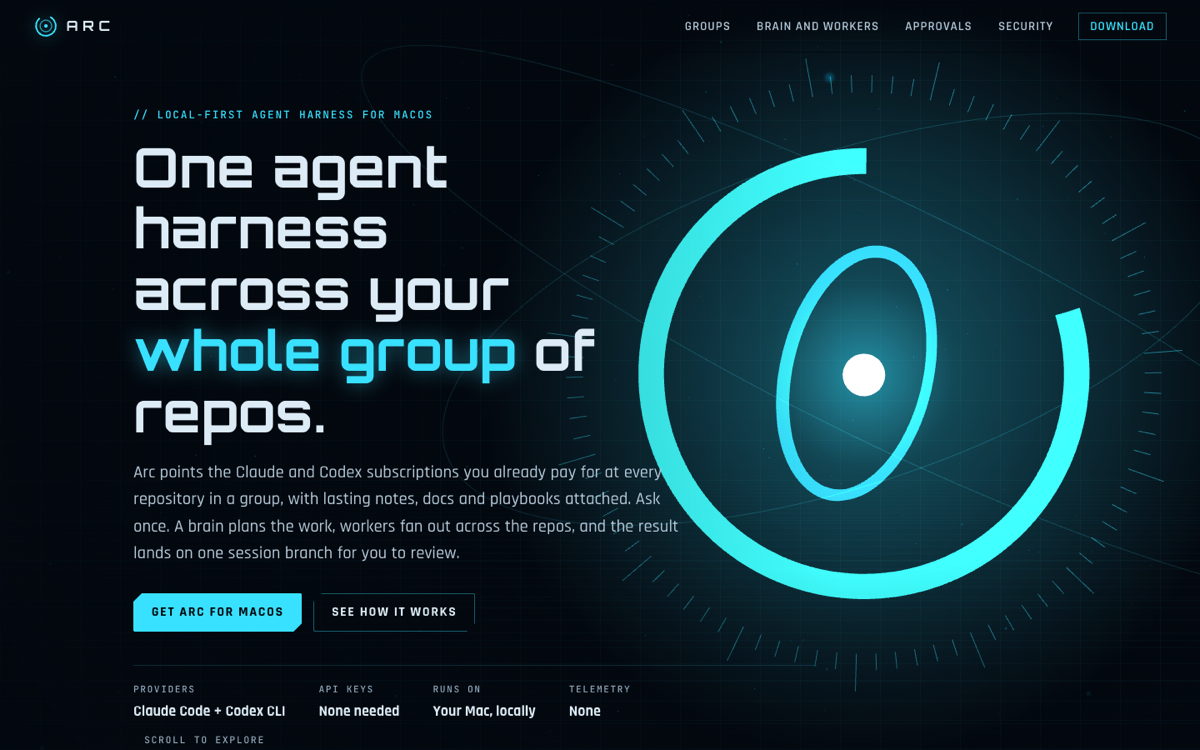 ARC
GROUPS
BRAIN AND WORKERS
APPROVALS
SECURITY
DOWNLOAD
// LOCAL-FIRST AGENT HARNESS FOR MACOS
One agent
harness
across your
whole group of
repos.
Arc points the Claude and Codex subscriptions you already pay for at every
repository in a group, with lasting notes, docs and playbooks attached. Ask
once. A brain plans the work, workers fan out across the repos, and the result
lands on one session branch for you to review.
GET ARC FOR MACOS
SEE HOW IT WORKS
PROVIDERS
Claude Code + Codex CLI
API KEYS
None needed
RUNS ON
Your Mac, locally
TELEMETRY
None
SCROLL TO EXPLORE